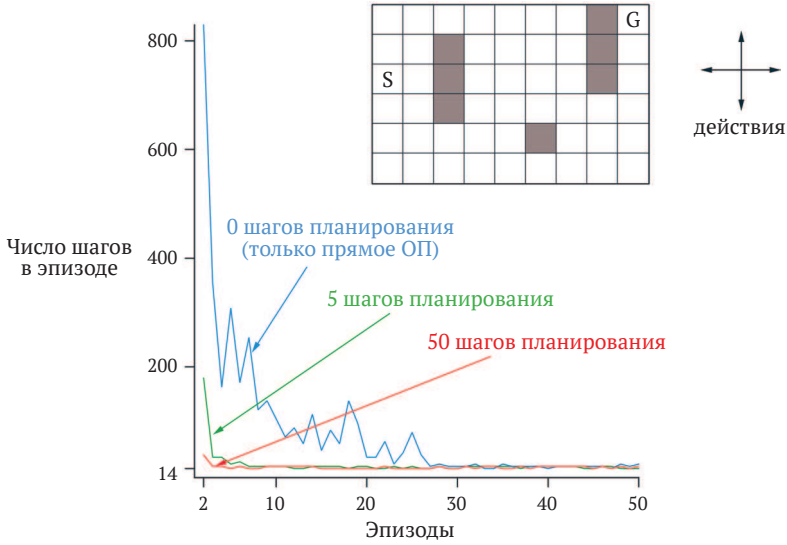 G
S
действия
800
600
400
200
14
Число шагов
в эпизоде
0 шагов планирования
(только прямое ОП)
5 шагов планирования
50 шагов планирования
2
10
20
30
40
50
Эпизоды